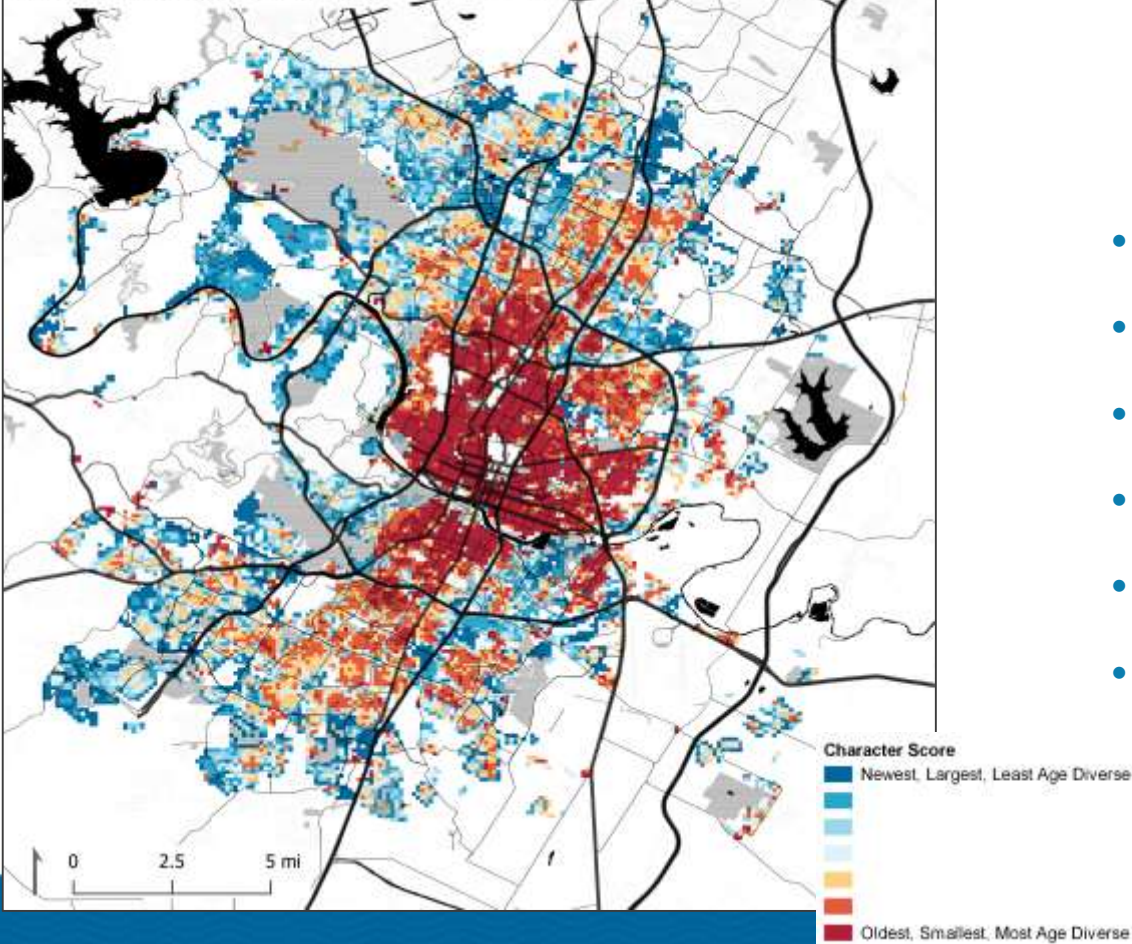 Character Score
Newest, Largest, Least Age Diverse
Oldest, Smallest, Most Age Diverse
0 2.5 5 mi